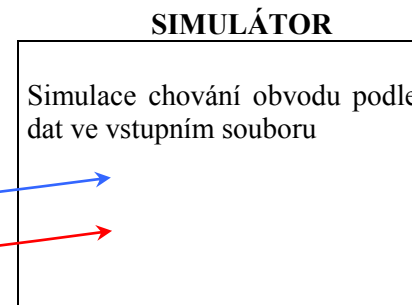 SIMULÁTOR
Simulace chování obvodu podle
dat ve vstupním souboru